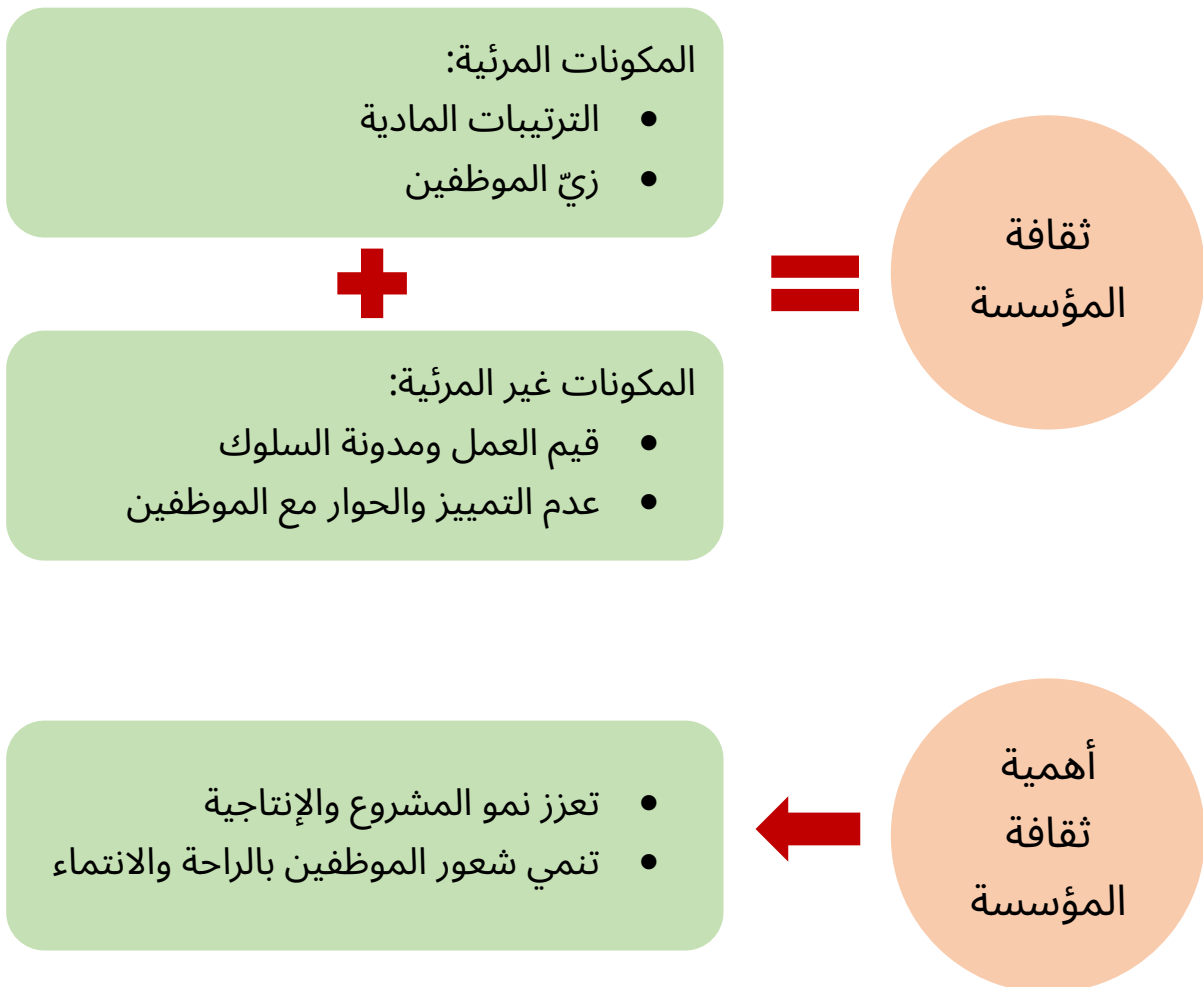 ثقافة
المؤسسة
المكونات المرئية:
• الترتيبات المادية
• زيّ الموظفين
المكونات غير المرئية:
• قيم العمل ومدونة السلوك
• عدم التمييز والحوار مع الموظفين
أهمية
ثقافة
المؤسسة
• تعزز نمو المشروع والإنتاجية
• تنمي شعور الموظفين بالراحة والانتماء